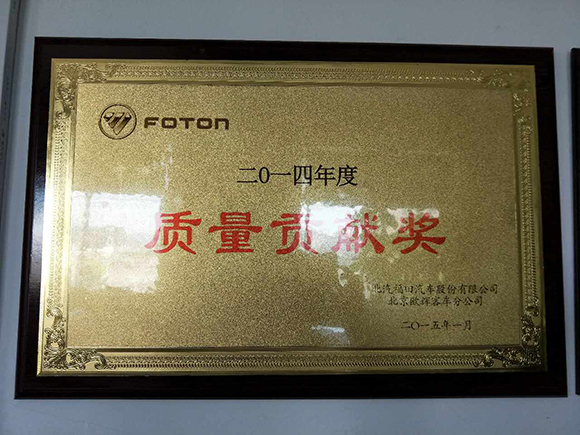 FOTON
二0一四年度
质量贡献奖
北汽福田汽车股份有限公司
北京欧辉客车分公司
二〇一五年一月